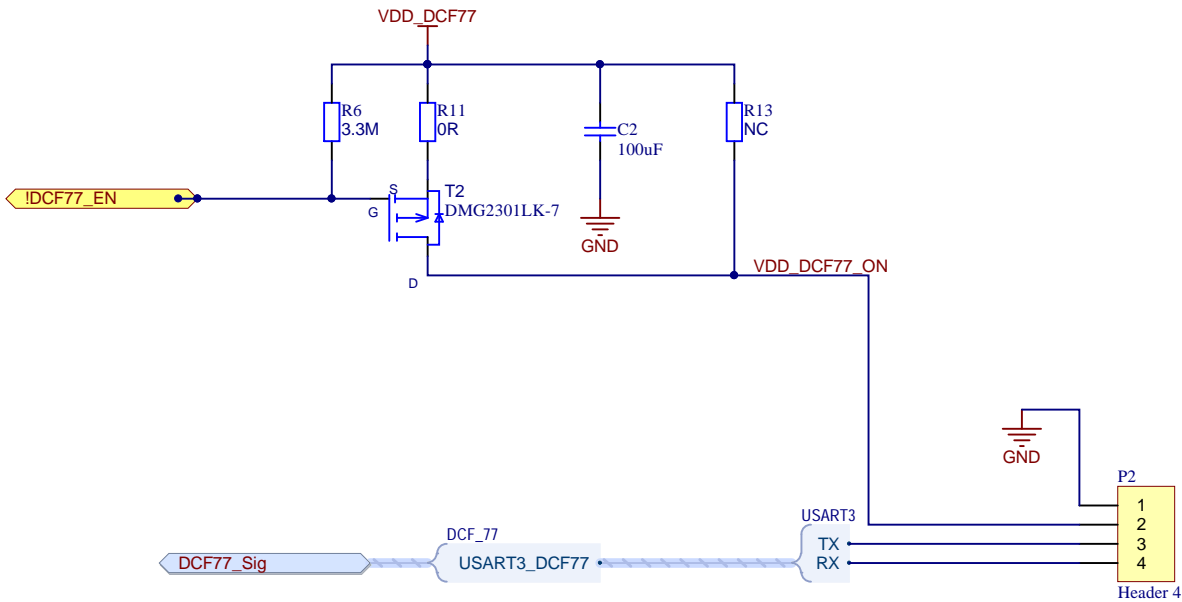 VDD_DCF77
R6
3.3M
R11
0R
C2
100uF
R13
NC
!DCF77_EN
S
G
D
T2
DMG2301LK-7
GND
VDD_DCF77_ON
GND
P2
1
2
3
4
Header 4
USART3
TX
RX
DCF_77
USART3_DCF77
DCF77_Sig